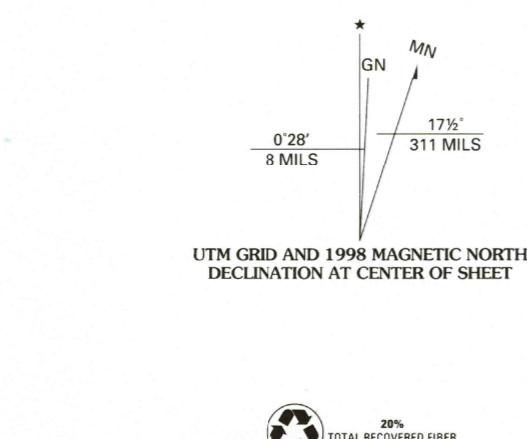 ★
MN
GN
17½°
311 MILS
0°28′
8 MILS
UTM GRID AND 1998 MAGNETIC NORTH
DECLINATION AT CENTER OF SHEET
20%
TOTAL RECOVERED FIBER